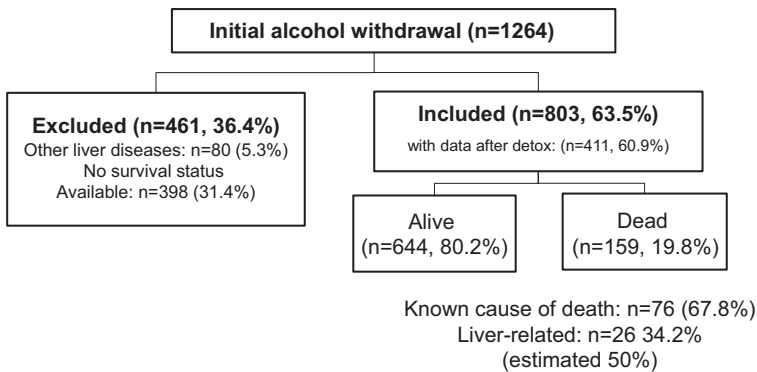 Initial alcohol withdrawal (n=1264)
Excluded (n=461, 36.4%)
Other liver diseases: n=80 (5.3%)
No survival status
Available: n=398 (31.4%)
Included (n=803, 63.5%)
with data after detox: (n=411, 60.9%)
Alive
(n=644, 80.2%)
Dead
(n=159, 19.8%)
Known cause of death: n=76 (67.8%)
Liver-related: n=26 34.2%
(estimated 50%)